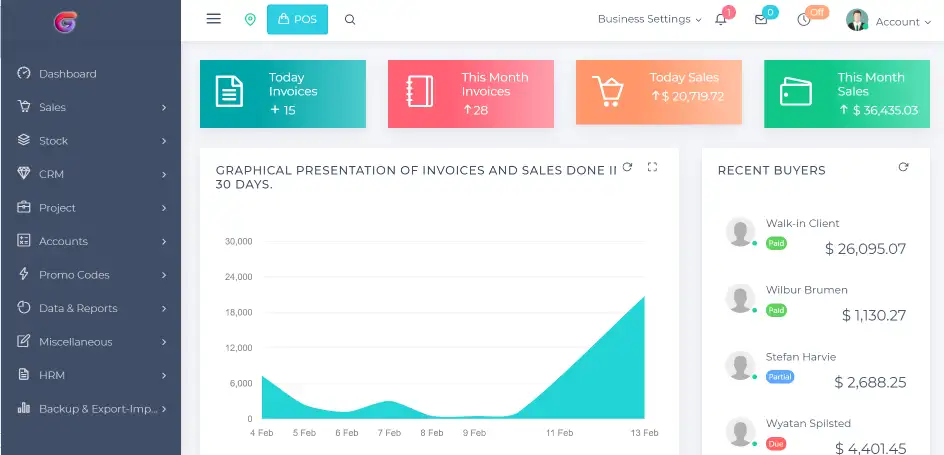 POS
Business Settings
1
0
Off
Account
Dashboard
Sales
Stock
CRM
Project
Accounts
Promo Codes
Data & Reports
Miscellaneous
HRM
Backup & Export-Imp...
Today
Invoices
+ 15
This Month
Invoices
↑28
Today Sales
↑$ 20,719.72
This Month
Sales
↑ $ 36,435.03
GRAPHICAL PRESENTATION OF INVOICES AND SALES DONE
30 DAYS.
30,000
24,000
18,000
12,000
6,000
0
4 Feb 5 Feb 6 Feb 7 Feb 8 Feb 9 Feb 11 Feb 13 Feb
RECENT BUYERS
Walk-in Client
Paid
$ 26,095.07
Wilbur Brumen
Paid
$ 1,130.27
Stefan Harvie
Partial
$ 2,688.25
Wyatan Spilsted
Due
$ 4,401.45